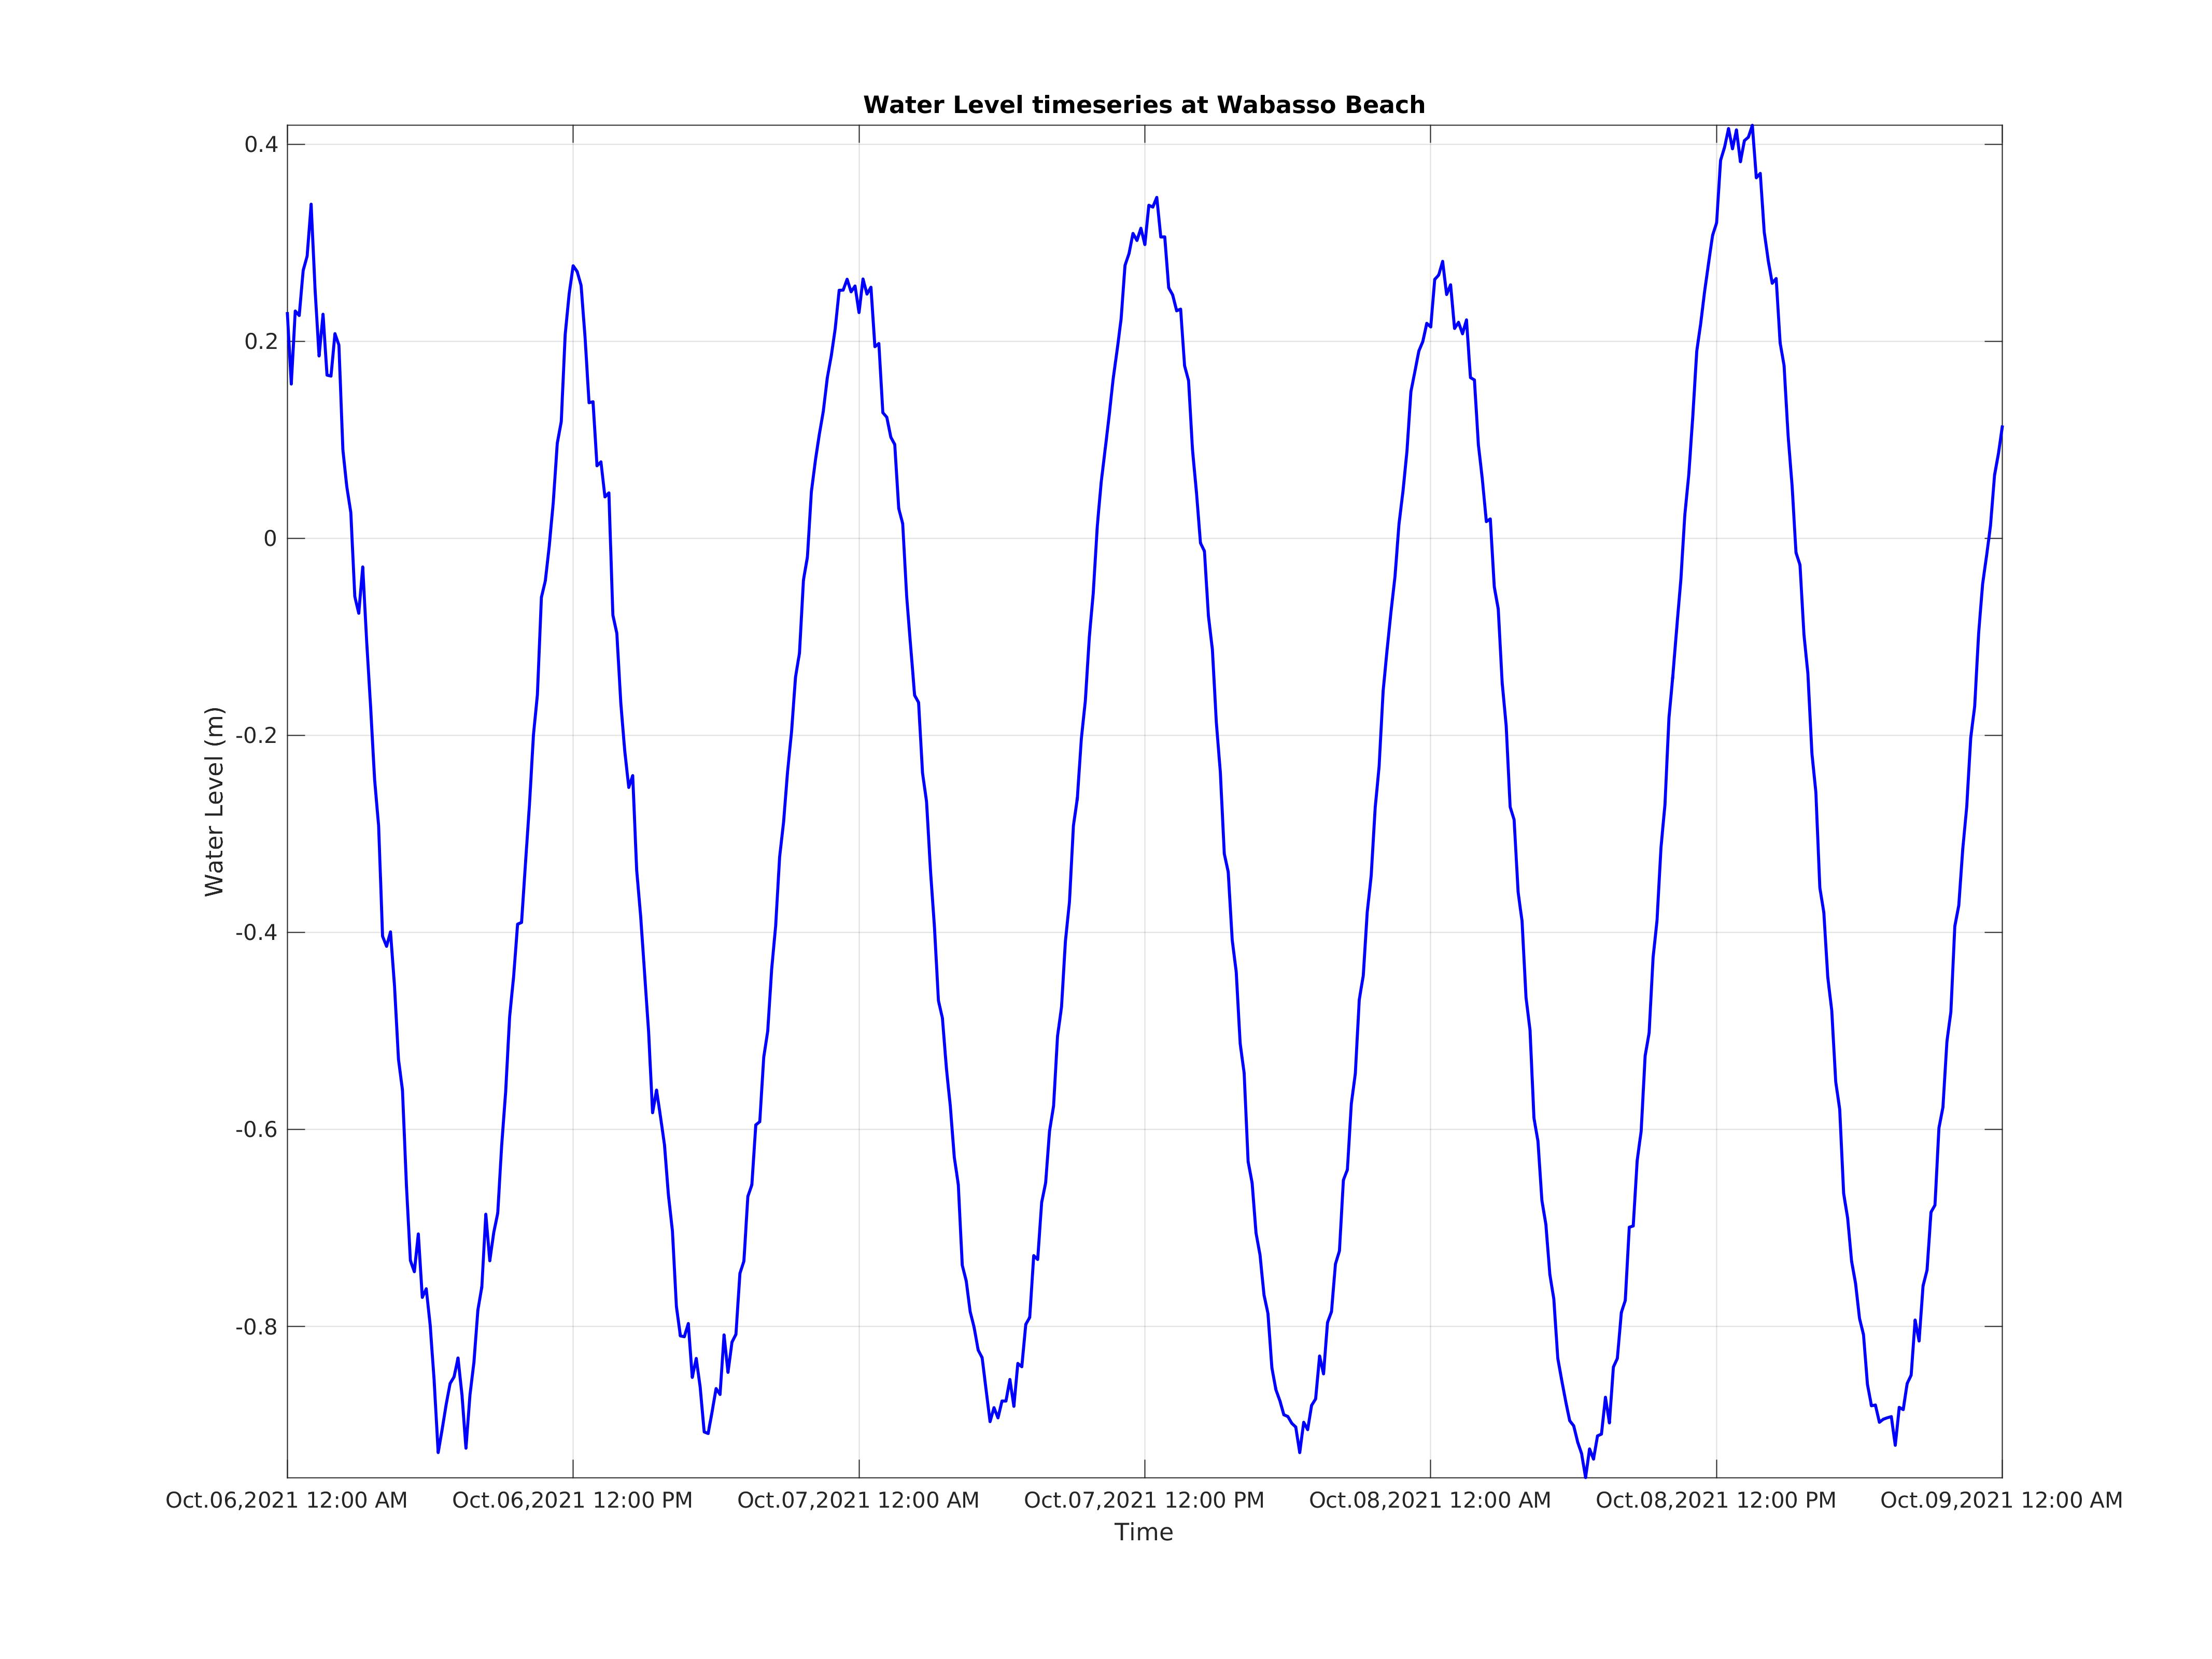 Water Level timeseries at Wabasso Beach
0.4
0.2
0
-0.2
-0.4
-0.6
-0.8
Water Level (m)
Oct.06,2021 12:00 AM Oct.06,2021 12:00 PM Oct.07,2021 12:00 AM Oct.07,2021 12:00 PM Oct.08,2021 12:00 AM Oct.08,2021 12:00 PM Oct.09,2021 12:00 AM
Time